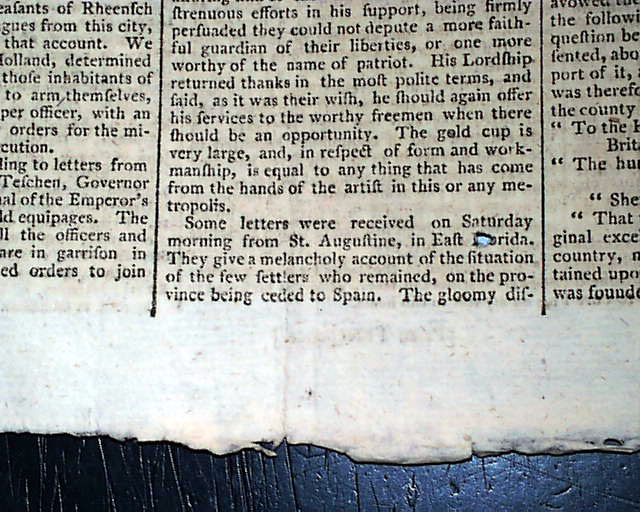 easants of Rheensch
gues from this city,
that account. We
Holland, determined
those inhabitants of
to arm themselves,
per officer, with an
orders for the mi-
cution.
ding to letters from
Teschen, Governor
al of the Emperor's
ld equipages. The
ll the officers and
are in garrison in
ed orders to join
ſtrenuous efforts in his ſupport, being firmly
perſuaded they could not depute a more faith-
ful guardian of their liberties, or one more
worthy of the name of patriot. His Lordſhip
returned thanks in the moſt polite terms, and
ſaid, as it was their wiſh, he ſhould again offer
his ſervices to the worthy freemen when there
ſhould be an opportunity. The gold cup is
very large, and, in reſpect of form and work-
manſhip, is equal to any thing that has come
from the hands of the artiſt in this or any me-
tropolis.
Some letters were received on Saturday
morning from St. Auguſtine, in Eaſt rida.
They give a melancholy account of the ſituation
of the few ſettlers who remained, on the pro-
vince being ceded to Spain. The gloomy diſ-
avowed
the follow
queſtion be
ſented, abo
port of it,
was therefo
the county
" To the
Brit
" The hu
" She
" That
ginal exce
country, n
tained upo
was founde